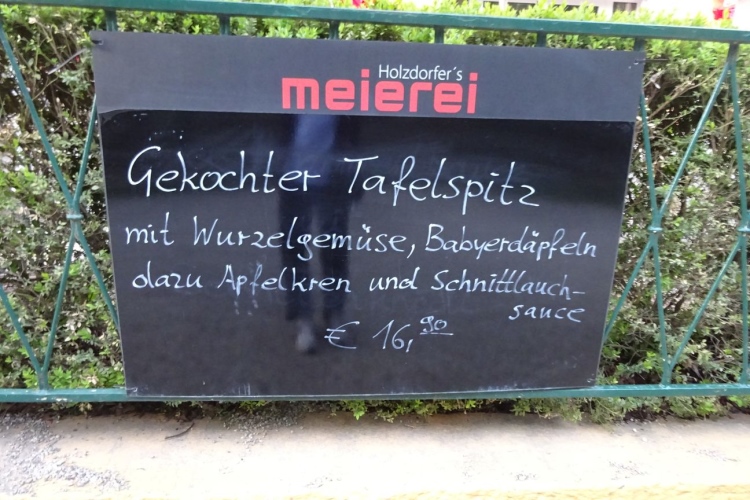 Holzdorfer´s
meierei
Gekochter Tafelspitz
mit Wurzelgemüse, Babyerdäpfeln
dazu Apfelkren und Schnittlauch-
sauce
€ 16,90